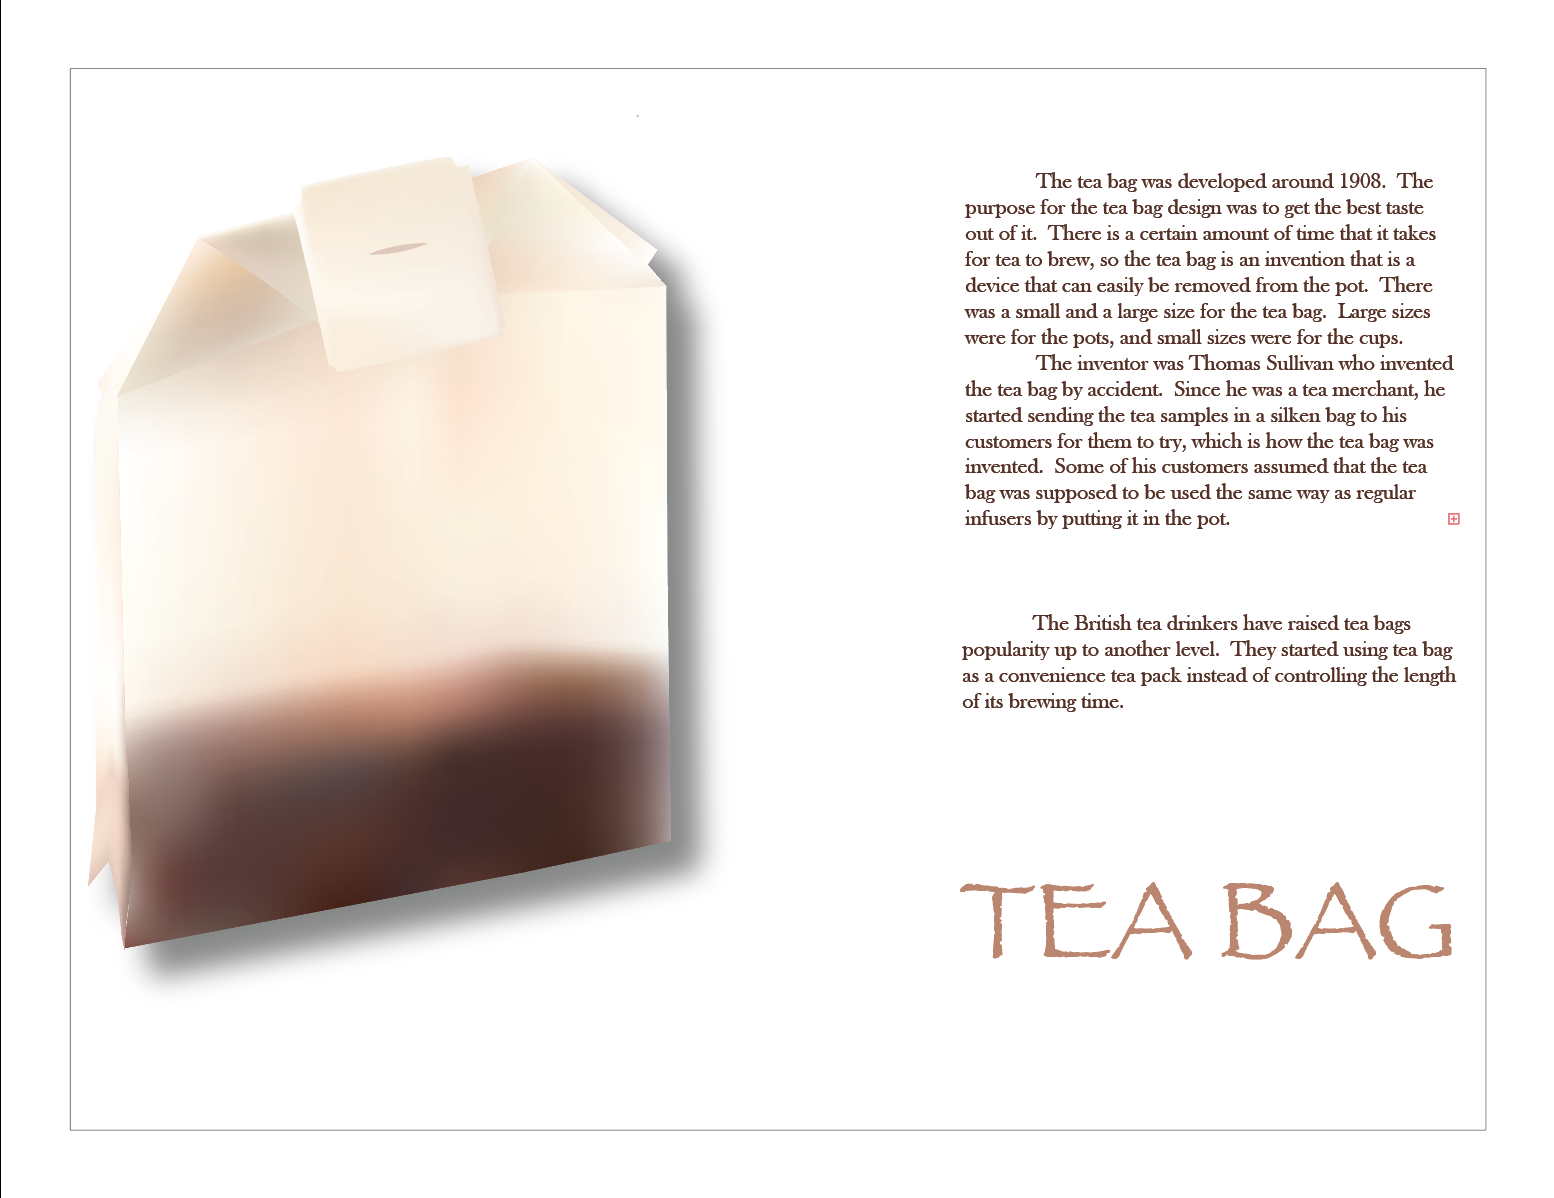 The tea bag was developed around 1908.  The
purpose for the tea bag design was to get the best taste
out of it.  There is a certain amount of time that it takes
for tea to brew, so the tea bag is an invention that is a
device that can easily be removed from the pot.  There
was a small and a large size for the tea bag.  Large sizes
were for the pots, and small sizes were for the cups.
The inventor was Thomas Sullivan who invented
the tea bag by accident.  Since he was a tea merchant, he
started sending the tea samples in a silken bag to his
customers for them to try, which is how the tea bag was
invented.  Some of his customers assumed that the tea
bag was supposed to be used the same way as regular
infusers by putting it in the pot.
The British tea drinkers have raised tea bags
popularity up to another level.  They started using tea bag
as a convenience tea pack instead of controlling the length
of its brewing time.
TEA BAG